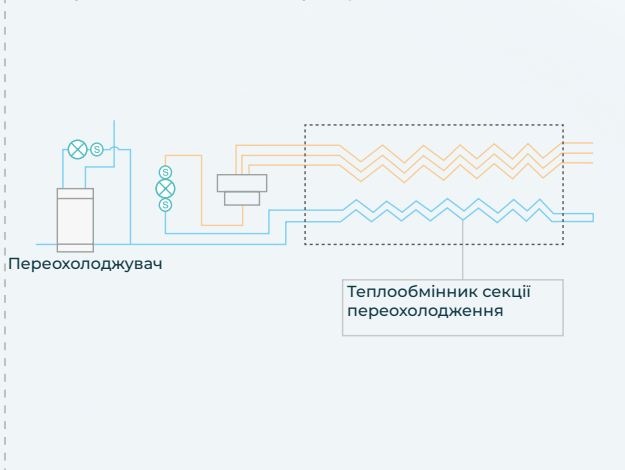 S
S
S
Переохолоджувач
Теплообмінник секції
переохолодження